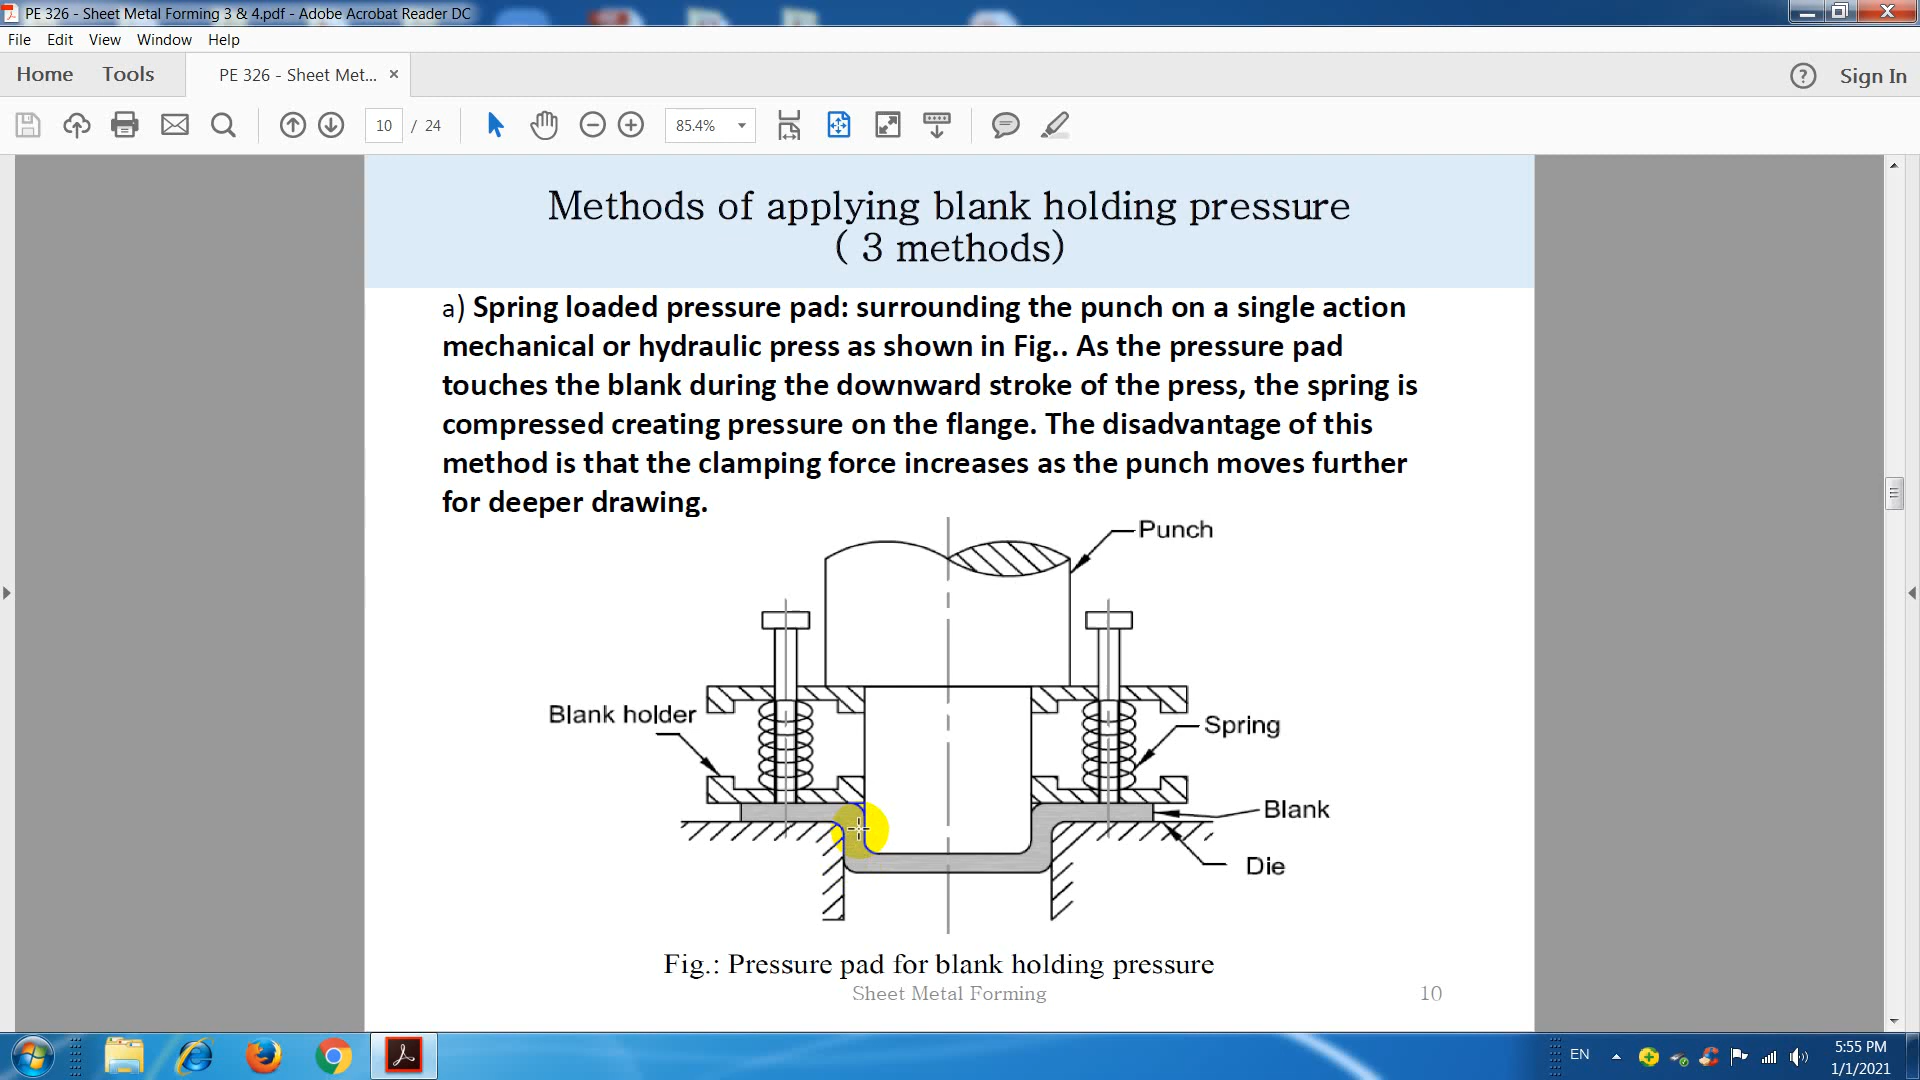 PE 326 - Sheet Metal Forming 3 & 4.pdf - Adobe Acrobat Reader DC
File Edit View Window Help
Home Tools PE 326 - Sheet Met... × ? Sign In
10 / 24 85.4%
Methods of applying blank holding pressure
( 3 methods)
a) Spring loaded pressure pad: surrounding the punch on a single action
mechanical or hydraulic press as shown in Fig.. As the pressure pad
touches the blank during the downward stroke of the press, the spring is
compressed creating pressure on the flange. The disadvantage of this
method is that the clamping force increases as the punch moves further
for deeper drawing.
Punch
Blank holder
Spring
Blank
Die
Fig.: Pressure pad for blank holding pressure
Sheet Metal Forming 10
EN 5:55 PM
1/1/2021